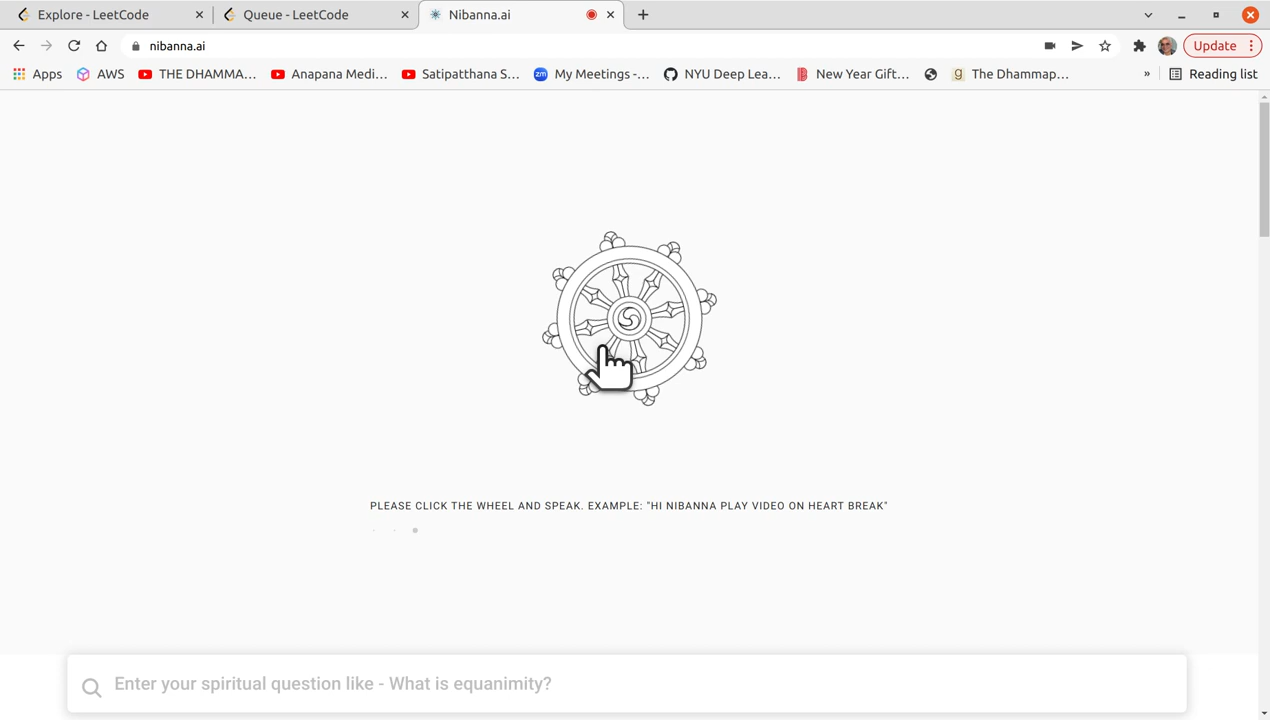 Explore - LeetCode
Queue - LeetCode
Nibanna.ai
nibanna.ai
Update
Apps
AWS
THE DHAMMA...
Anapana Medi...
Satipatthana S...
zm My Meetings -...
NYU Deep Lea...
New Year Gift...
The Dhammap...
»
Reading list
PLEASE CLICK THE WHEEL AND SPEAK. EXAMPLE: "HI NIBANNA PLAY VIDEO ON HEART BREAK"
Enter your spiritual question like - What is equanimity?